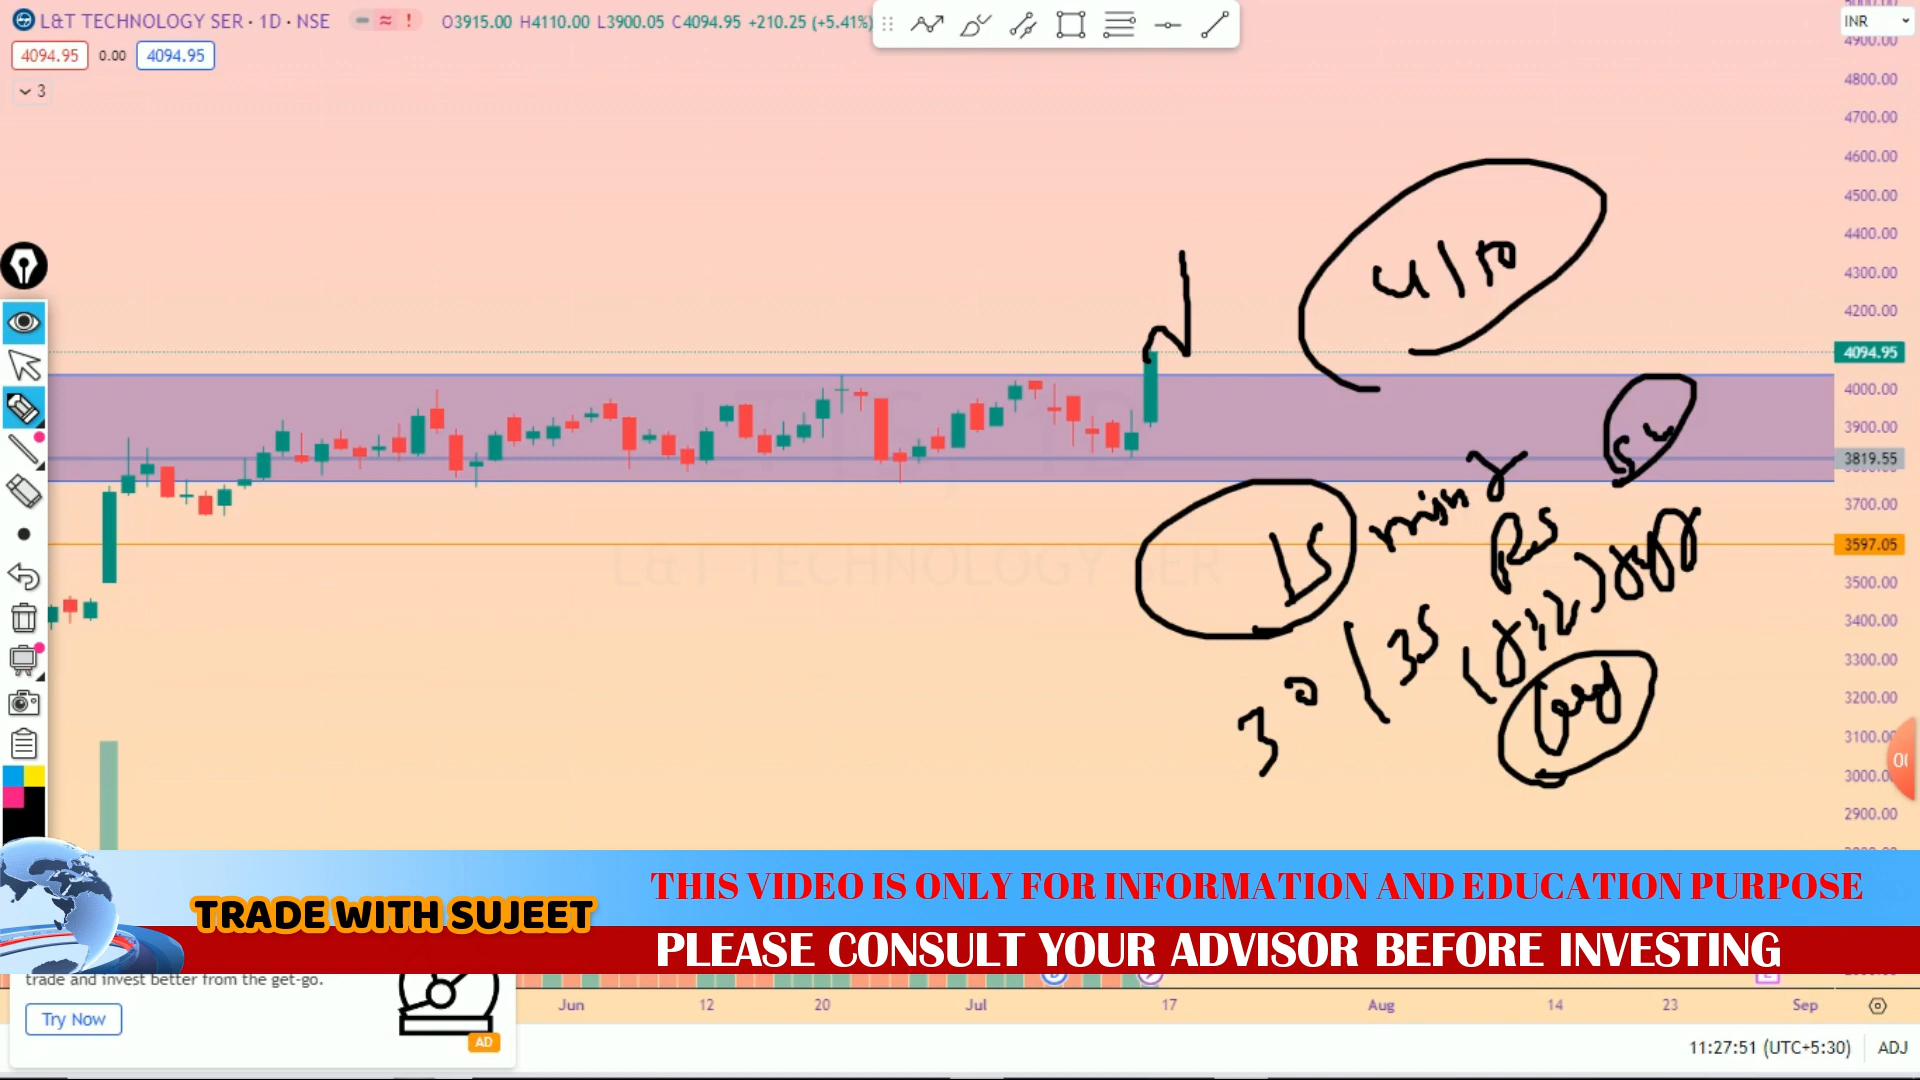 L&T TECHNOLOGY SER · 1D · NSE
O3915.00 H4110.00 L3900.05 C4094.95 +210.25 (+5.41%)
INR
4094.95 0.00 4094.95
3
4900.00
4800.00
4700.00
4600.00
4500.00
4400.00
4300.00
4200.00
4094.95
4000.00
3900.00
3819.55
3700.00
3597.05
3500.00
3400.00
3300.00
3200.00
3100.00
3000.00
2900.00
L&T TECHNOLOGY SER
15 min
RS
30 / 35
THIS VIDEO IS ONLY FOR INFORMATION AND EDUCATION PURPOSE
TRADE WITH SUJEET
PLEASE CONSULT YOUR ADVISOR BEFORE INVESTING
trade and invest better from the get-go.
Try Now
AD
Jun 12 20 Jul 17 Aug 14 23 Sep
11:27:51 (UTC+5:30) ADJ